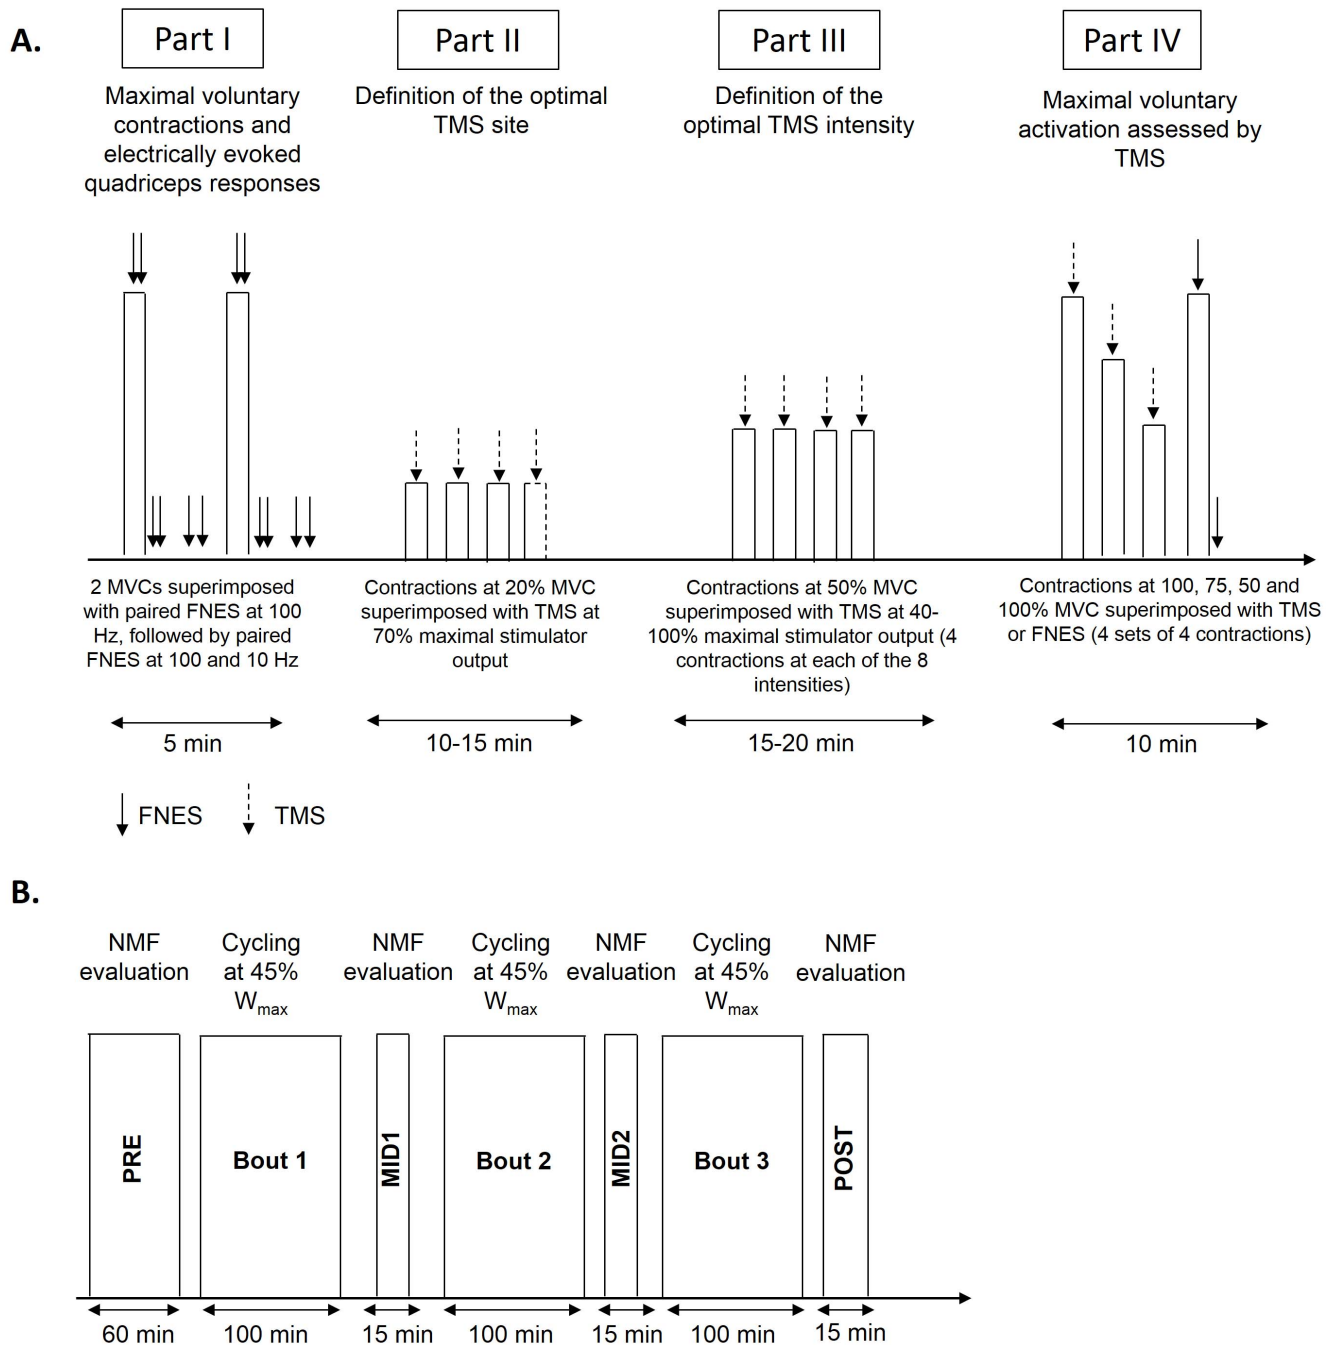 A.
Part I
Maximal voluntary
contractions and
electrically evoked
quadriceps responses
Part II
Definition of the optimal
TMS site
Part III
Definition of the
optimal TMS intensity
Part IV
Maximal voluntary
activation assessed by
TMS
2 MVCs superimposed
with paired FNES at 100
Hz, followed by paired
FNES at 100 and 10 Hz
Contractions at 20% MVC
superimposed with TMS at
70% maximal stimulator
output
Contractions at 50% MVC
superimposed with TMS at 40-
100% maximal stimulator output (4
contractions at each of the 8
intensities)
Contractions at 100, 75, 50 and
100% MVC superimposed with TMS
or FNES (4 sets of 4 contractions)
5 min
10-15 min
15-20 min
10 min
FNES
TMS
B.
NMF
evaluation
Cycling
at 45%
Wmax
NMF
evaluation
Cycling
at 45%
Wmax
NMF
evaluation
Cycling
at 45%
Wmax
NMF
evaluation
PRE
Bout 1
MID1
Bout 2
MID2
Bout 3
POST
60 min
100 min
15 min
100 min
15 min
100 min
15 min